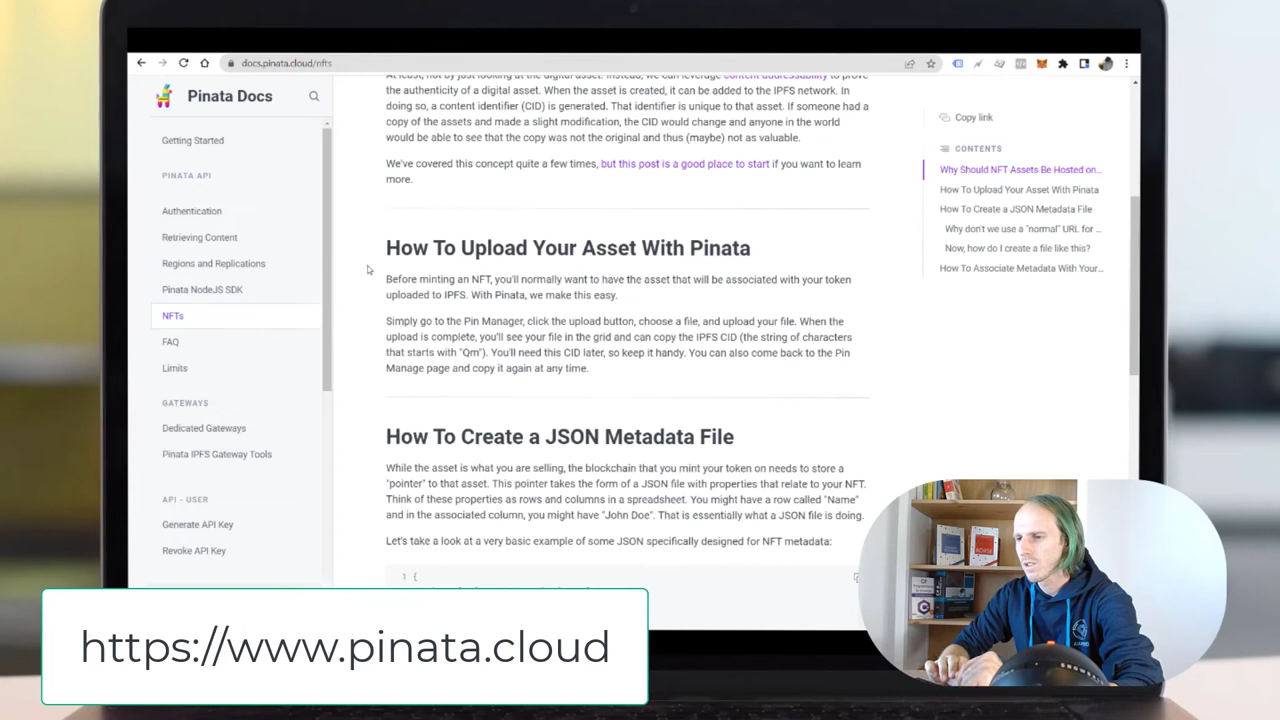 docs.pinata.cloud/nfts
Pinata Docs
Getting Started
PINATA API
Authentication
Retrieving Content
Regions and Replications
Pinata NodeJS SDK
NFTs
FAQ
Limits
GATEWAYS
Dedicated Gateways
Pinata IPFS Gateway Tools
API - USER
Generate API Key
Revoke API Key
At least, not by just looking at the digital asset. Instead, we can leverage content addressability to prove
the authenticity of a digital asset. When the asset is created, it can be added to the IPFS network. In
doing so, a content identifier (CID) is generated. That identifier is unique to that asset. If someone had a
copy of the assets and made a slight modification, the CID would change and anyone in the world
would be able to see that the copy was not the original and thus (maybe) not as valuable.
We've covered this concept quite a few times, but this post is a good place to start if you want to learn
more.
How To Upload Your Asset With Pinata
Before minting an NFT, you'll normally want to have the asset that will be associated with your token
uploaded to IPFS. With Pinata, we make this easy.
Simply go to the Pin Manager, click the upload button, choose a file, and upload your file. When the
upload is complete, you'll see your file in the grid and can copy the IPFS CID (the string of characters
that starts with "Qm"). You'll need this CID later, so keep it handy. You can also come back to the Pin
Manage page and copy it again at any time.
How To Create a JSON Metadata File
While the asset is what you are selling, the blockchain that you mint your token on needs to store a
"pointer" to that asset. This pointer takes the form of a JSON file with properties that relate to your NFT.
Think of these properties as rows and columns in a spreadsheet. You might have a row called "Name"
and in the associated column, you might have "John Doe". That is essentially what a JSON file is doing.
Let's take a look at a very basic example of some JSON specifically designed for NFT metadata:
1 {
Copy link
CONTENTS
Why Should NFT Assets Be Hosted on...
How To Upload Your Asset With Pinata
How To Create a JSON Metadata File
Why don't we use a "normal" URL for ...
Now, how do I create a file like this?
How To Associate Metadata With Your...
https://www.pinata.cloud